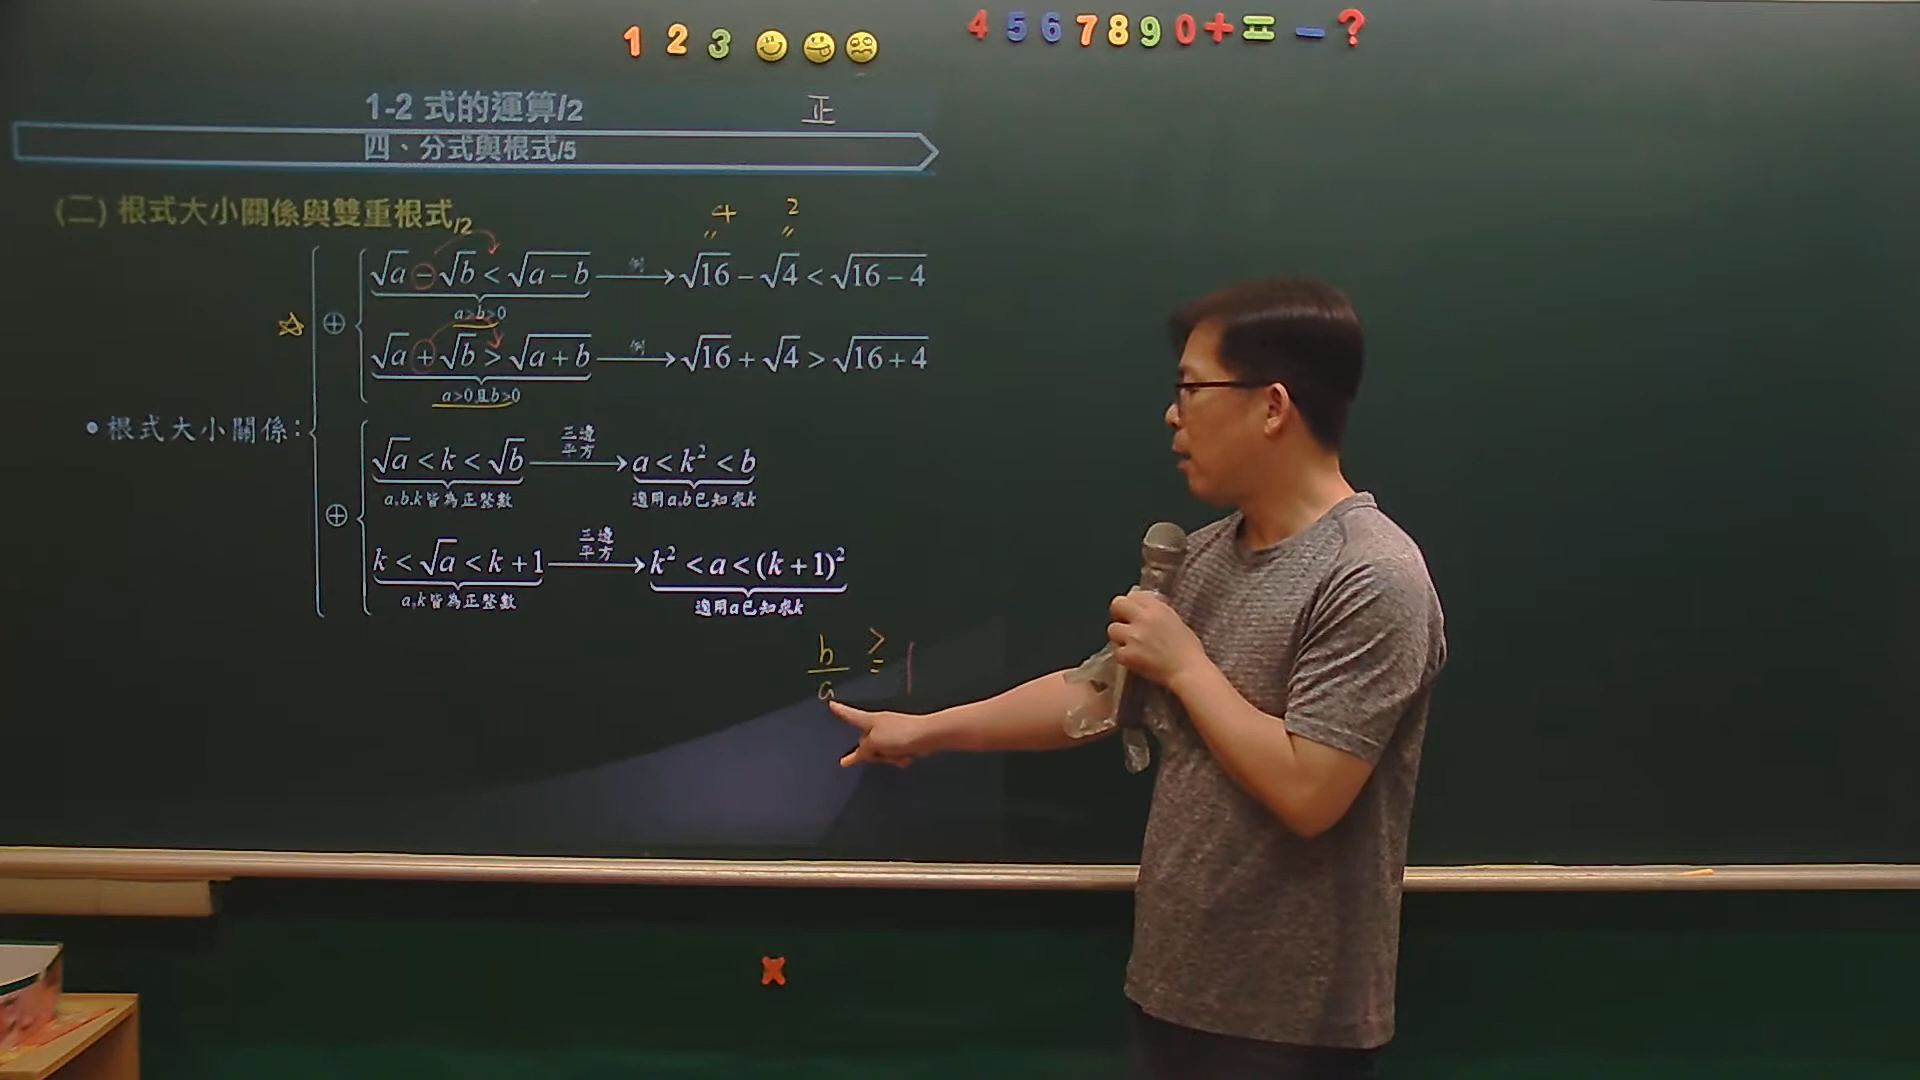 1 2 3
4 5 6 7 8 9 0 + = − ?
1-2 式的運算/2
正
四、分式與根式/5
(二) 根式大小關係與雙重根式/2
4 2
√a − √b < √(a − b) 例 √16 − √4 < √(16 − 4)
a>b>0
√a + √b > √(a + b) 例 √16 + √4 > √(16 + 4)
a>0且b>0
•根式大小關係:
√a < k < √b 三邊平方 a < k² < b
a,b,k皆為正整數 適用a,b已知求k
k < √a < k + 1 三邊平方 k² < a < (k + 1)²
a,k皆為正整數 適用a已知求k
b/a > = 1
x